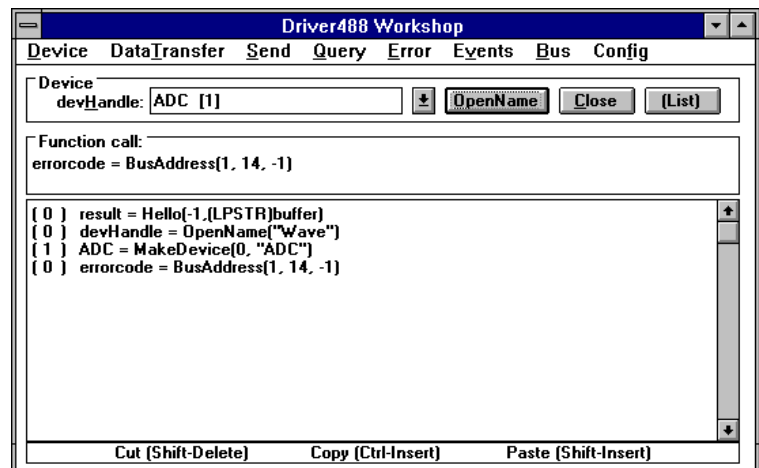 Driver488 Workshop
Device DataTransfer Send Query Error Events Bus Config
Device
devHandle: ADC [1] OpenName Close (List)
Function call:
errorcode = BusAddress(1, 14, -1)
( 0 ) result = Hello(-1,(LPSTR)buffer)
( 0 ) devHandle = OpenName("Wave")
( 1 ) ADC = MakeDevice(0, "ADC")
( 0 ) errorcode = BusAddress(1, 14, -1)
Cut (Shift-Delete) Copy (Ctrl-Insert) Paste (Shift-Insert)